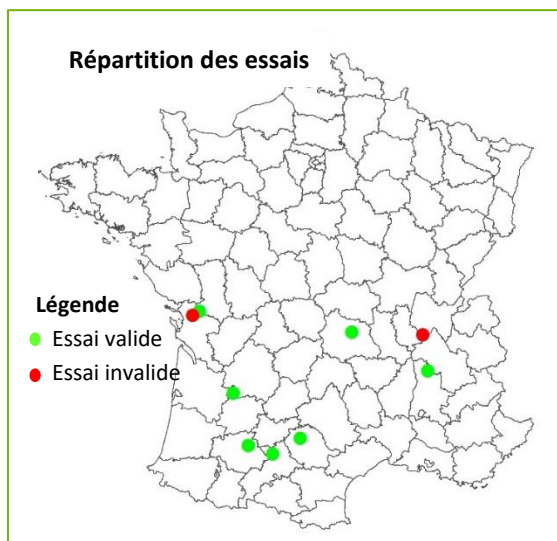 Répartition des essais
Légende
Essai valide
Essai invalide